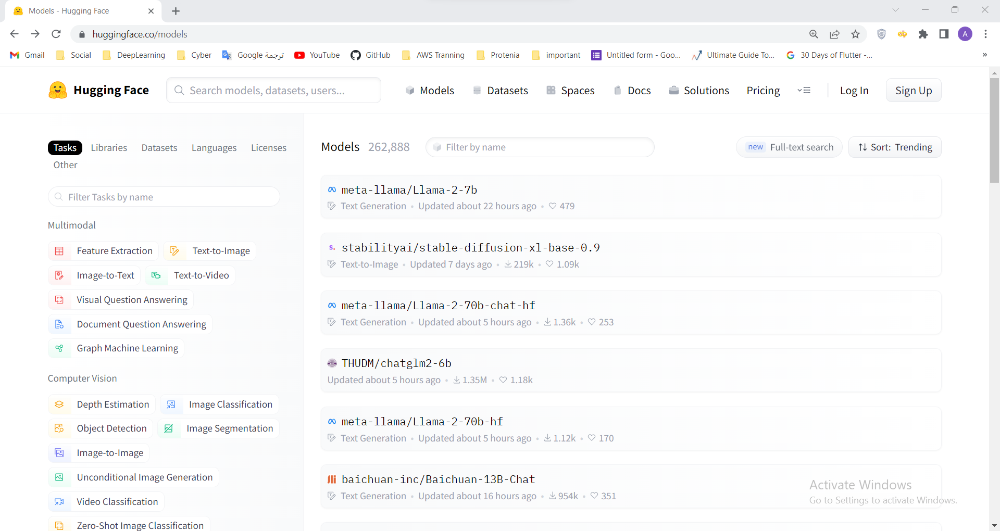 Models - Hugging Face
huggingface.co/models
A
Gmail Social DeepLearning Cyber Google ترجمة YouTube GitHub AWS Tranning Protenia important Untitled form - Goo... Ultimate Guide To... 30 Days of Flutter -... »
Hugging Face Search models, datasets, users... Models Datasets Spaces Docs Solutions Pricing Log In Sign Up
Tasks Libraries Datasets Languages Licenses
Other
Filter Tasks by name
Multimodal
Feature Extraction Text-to-Image
Image-to-Text Text-to-Video
Visual Question Answering
Document Question Answering
Graph Machine Learning
Computer Vision
Depth Estimation Image Classification
Object Detection Image Segmentation
Image-to-Image
Unconditional Image Generation
Video Classification
Zero-Shot Image Classification
Models 262,888 Filter by name new Full-text search Sort: Trending
meta-llama/Llama-2-7b
Text Generation • Updated about 22 hours ago • 479
s. stabilityai/stable-diffusion-xl-base-0.9
Text-to-Image • Updated 7 days ago • 219k • 1.09k
meta-llama/Llama-2-70b-chat-hf
Text Generation • Updated about 5 hours ago • 1.36k • 253
THUDM/chatglm2-6b
Updated about 5 hours ago • 1.35M • 1.18k
meta-llama/Llama-2-70b-hf
Text Generation • Updated about 5 hours ago • 1.12k • 170
baichuan-inc/Baichuan-13B-Chat
Text Generation • Updated about 16 hours ago • 954k • 351
Activate Windows
Go to Settings to activate Windows.